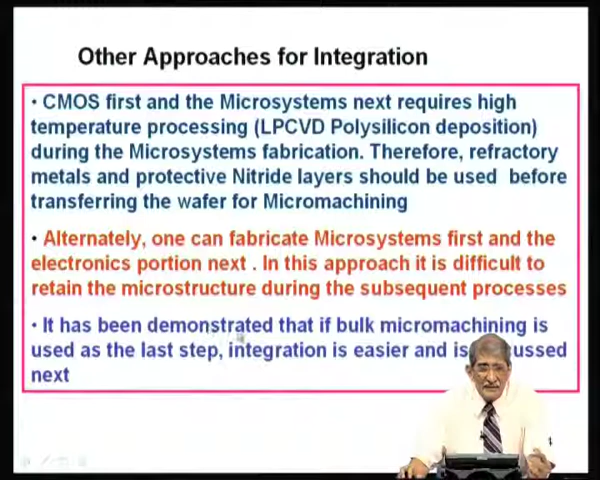 Other Approaches for Integration
• CMOS first and the Microsystems next requires high
temperature processing (LPCVD Polysilicon deposition)
during the Microsystems fabrication. Therefore, refractory
metals and protective Nitride layers should be used before
transferring the wafer for Micromachining
• Alternately, one can fabricate Microsystems first and the
electronics portion next . In this approach it is difficult to
retain the microstructure during the subsequent processes
• It has been demonstrated that if bulk micromachining is
used as the last step, integration is easier and is ussed
next